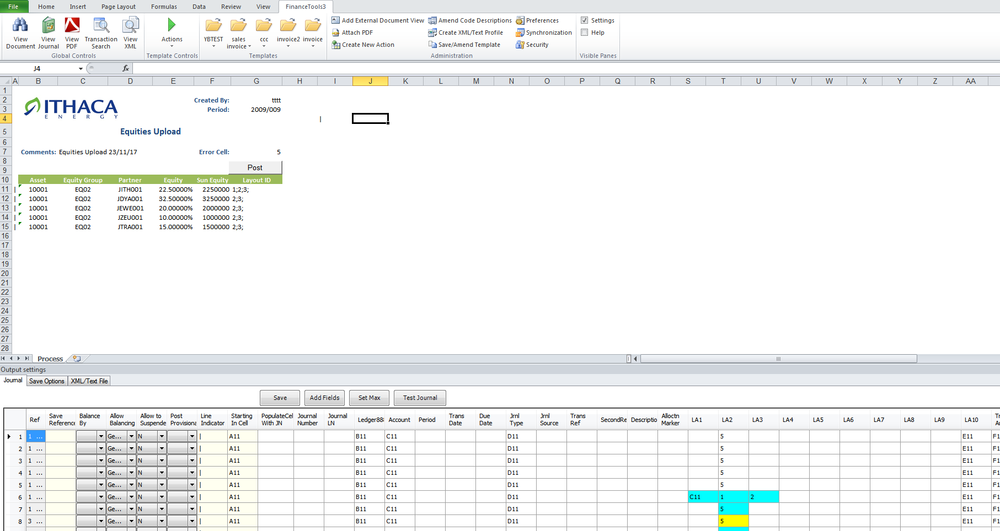 File Home Insert Page Layout Formulas Data Review View FinanceTools3
View Document View Journal View PDF Transaction Search View XML
Global Controls
Actions
Template Controls
YBTEST sales invoice ccc invoice2 invoice
Templates
Add External Document View Amend Code Descriptions Preferences
Attach PDF Create XML/Text Profile Synchronization
Create New Action Save/Amend Template Security
Administration
Settings
Help
Visible Panes
J4 fx
A B C D E F G H I J K L M N O P Q R S T U V W X Y Z AA
1
2 ITHACA ENERGY Created By: tttt
3 Period: 2009/009
4 |
5 Equities Upload
6
7 Comments: Equities Upload 23/11/17 Error Cell: 5
8
9 Post
10 Asset Equity Group Partner Equity Sun Equity Layout ID
11 | 10001 EQ02 JITH001 22.50000% 2250000 1;2;3;
12 | 10001 EQ02 JDYA001 32.50000% 3250000 2;3;
13 | 10001 EQ02 JEWE001 20.00000% 2000000 2;3;
14 | 10001 EQ02 JZEU001 10.00000% 1000000 2;3;
15 | 10001 EQ02 JTRA001 15.00000% 1500000 2;3;
16
17
18
19
20
21
22
23
24
25
26
27
28
Process
Output settings
Journal Save Options XML/Text File
Save Add Fields Set Max Test Journal
Ref Save Reference Balance By Allow Balancing Allow to Suspende Post Provisiona Line Indicator Starting In Cell PopulateCel With JN Journal Number Journal LN Ledger88 Account Period Trans Date Due Date Jrnl Type Jrnl Source Trans Ref SecondRe Descriptio Alloctn Marker LA1 LA2 LA3 LA4 LA5 LA6 LA7 LA8 LA9 LA10 Tr Ar
1 1 ... Ge... N | A11 B11 C11 D11 5 E11 F1
2 1 ... Ge... N | A11 B11 C11 D11 5 E11 F1
3 1 ... Ge... N | A11 B11 C11 D11 5 E11 F1
4 1 ... Ge... N | A11 B11 C11 D11 5 E11 F1
5 1 ... Ge... N | A11 B11 C11 D11 5 E11 F1
6 1 ... Ge... N | A11 B11 C11 D11 C11 1 2 E11 F1
7 1 ... Ge... N | A11 B11 C11 D11 5 E11 F1
8 3 ... Ge... N | A11 B11 C11 D11 5 E11 F1